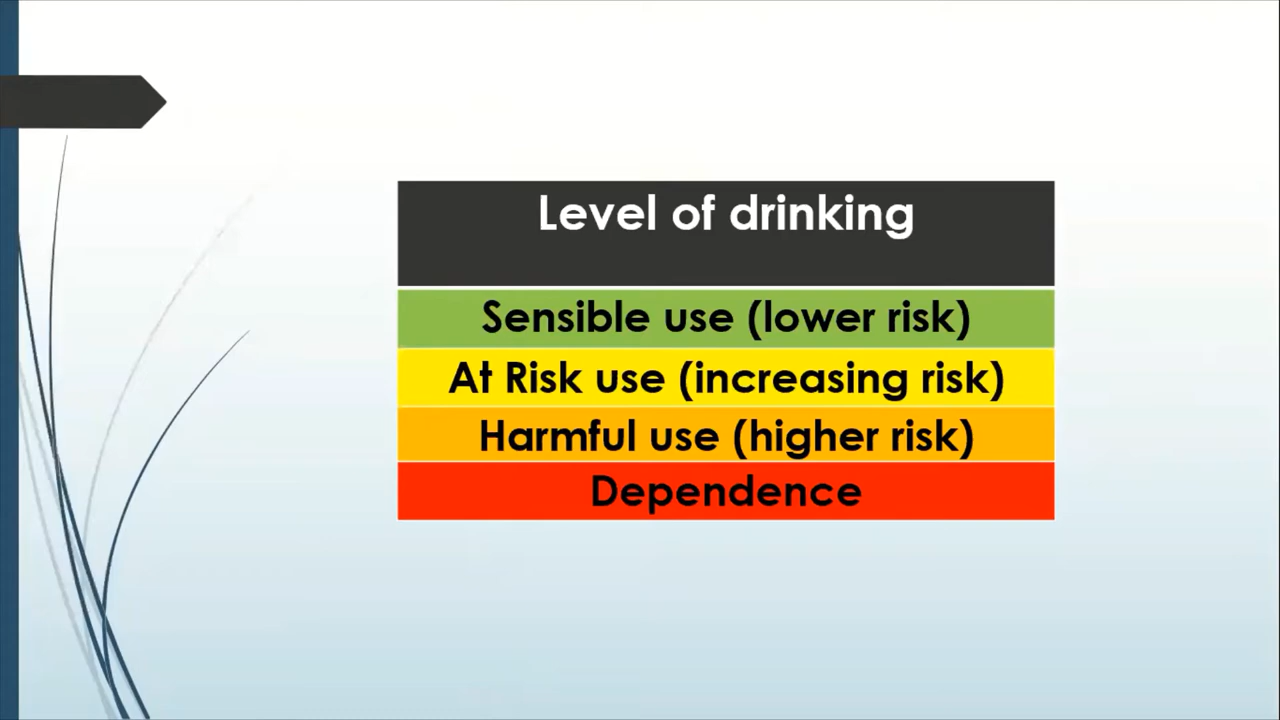 Level of drinking
Sensible use (lower risk)
At Risk use (increasing risk)
Harmful use (higher risk)
Dependence